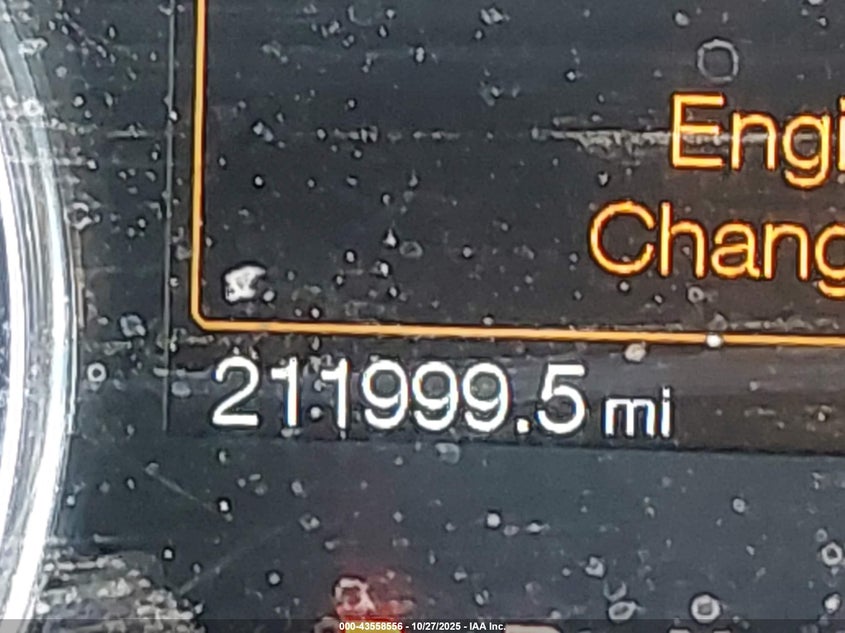 Engi
Chang
211999.5 mi
000-43558556 - 10/27/2025 - IAA Inc.